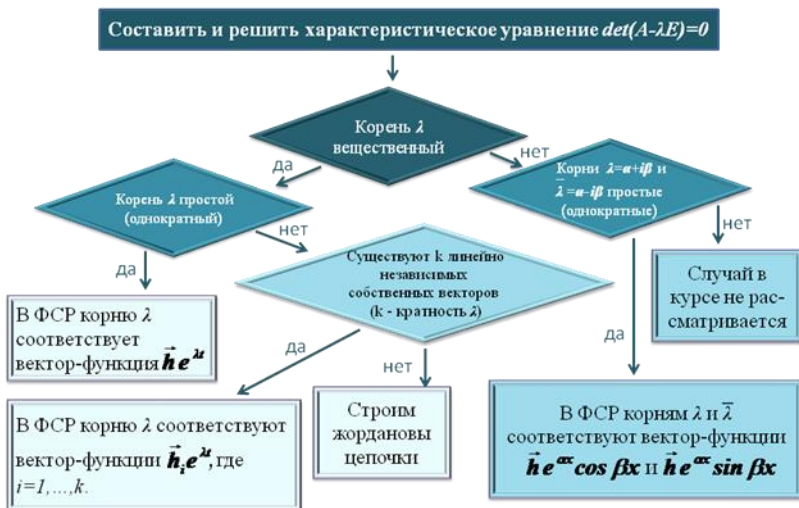 Составить и решить характеристическое уравнение det(A-λE)=0
Корень λ
вещественный
да
нет
Корень λ простой
(однократный)
Корни λ=α+iβ и
λ̅ =α-iβ простые
(однократные)
да
нет
Существуют k линейно
независимых
собственных векторов
(k - кратность λ)
да
нет
Случай в
курсе не рас-
сматривается
В ФСР корню λ
соответствует
вектор-функция h⃗ e^{λt}
да
нет
В ФСР корню λ соответствуют
вектор-функции h⃗ᵢ e^{λt}, где
i=1,...,k.
Строим
жордановы
цепочки
В ФСР корням λ и λ̅
соответствуют вектор-функции
h⃗ e^{αx} cos βx и h⃗ e^{αx} sin βx